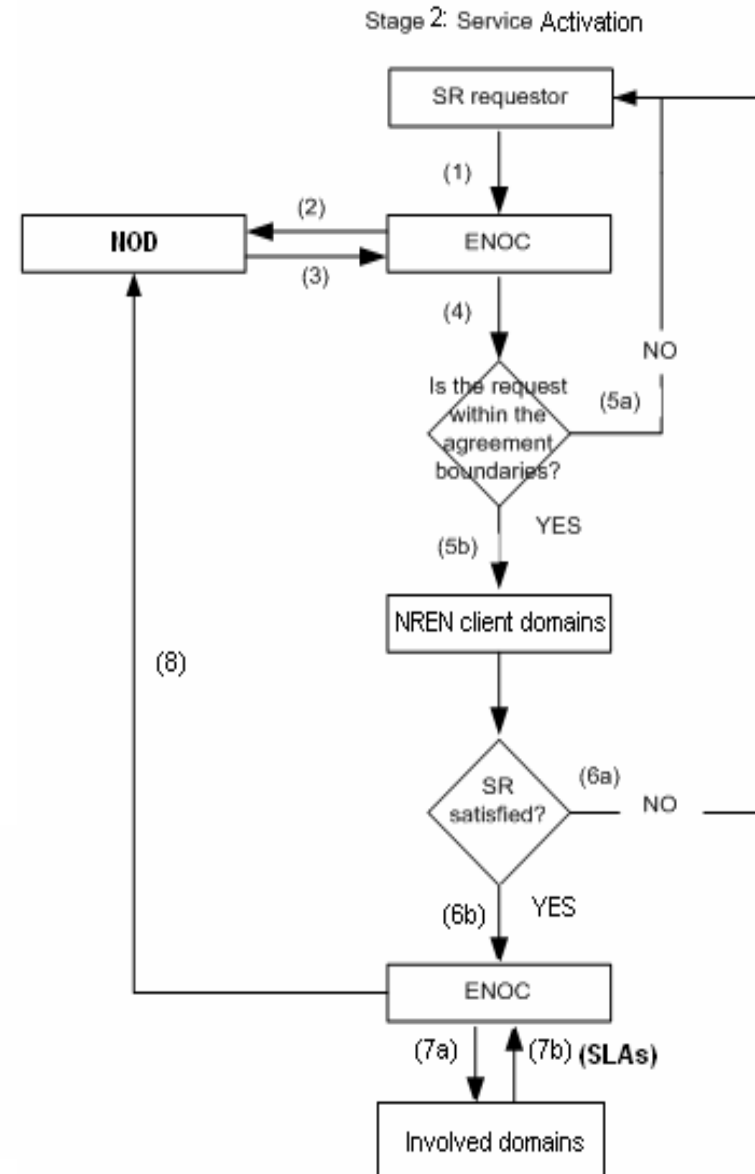 Stage 2: Service Activation
SR requestor
(1)
(2)
NOD
ENOC
(3)
(4)
NO
Is the request
within the
agreement
boundaries?
(5a)
YES
(5b)
NREN client domains
(8)
(6a)
SR
satisfied?
NO
(6b)
YES
ENOC
(7a)
(7b) (SLAs)
Involved domains